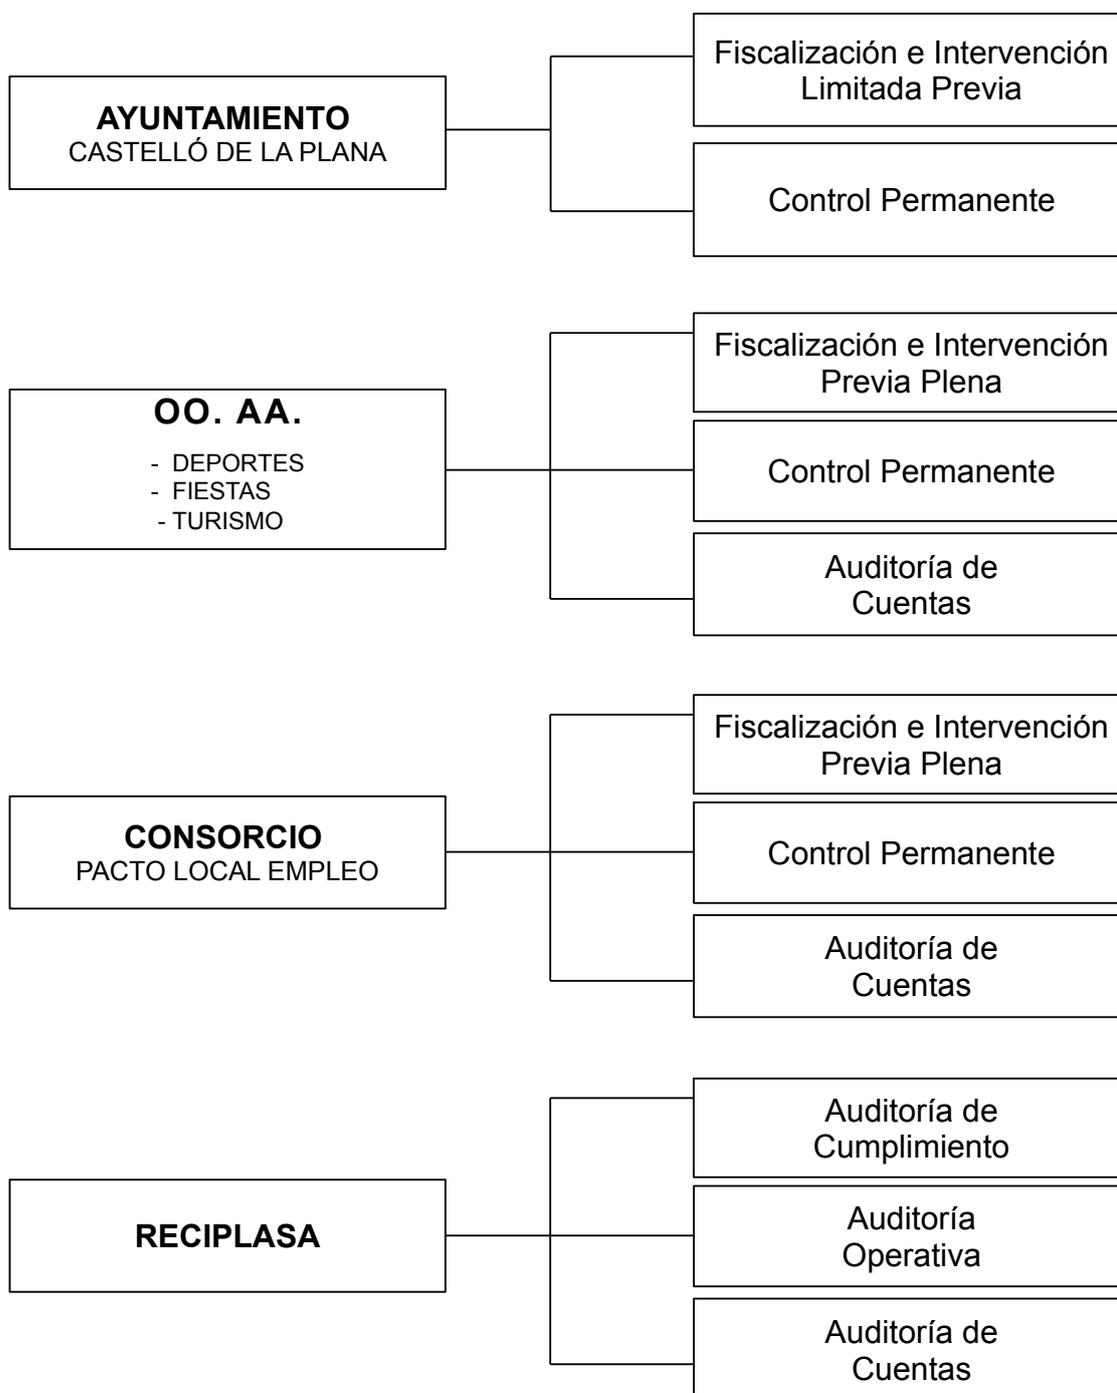 AYUNTAMIENTO
CASTELLÓ DE LA PLANA
Fiscalización e Intervención
Limitada Previa
Control Permanente
OO. AA.
- DEPORTES
- FIESTAS
- TURISMO
Fiscalización e Intervención
Previa Plena
Control Permanente
Auditoría de
Cuentas
CONSORCIO
PACTO LOCAL EMPLEO
Fiscalización e Intervención
Previa Plena
Control Permanente
Auditoría de
Cuentas
RECIPLASA
Auditoría de
Cumplimiento
Auditoría
Operativa
Auditoría de
Cuentas